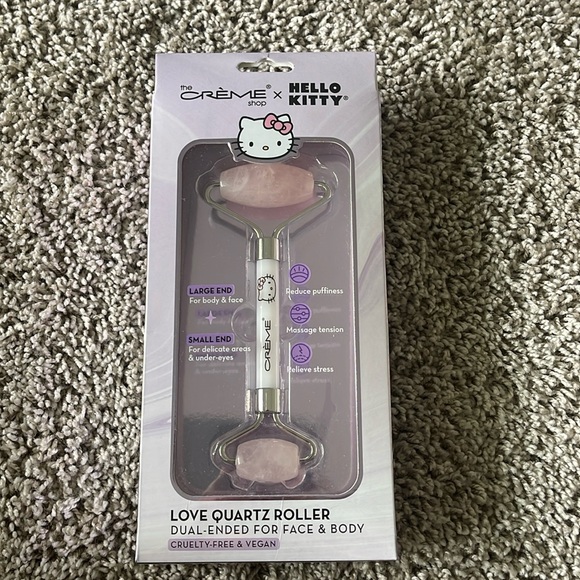 the
CRÈME®
shop
×
HELLO
KITTY®
LARGE END
For body & face
SMALL END
For delicate areas
& under-eyes
Reduce puffiness
Massage tension
Relieve stress
CRÈME
LOVE QUARTZ ROLLER
DUAL-ENDED FOR FACE & BODY
CRUELTY-FREE & VEGAN